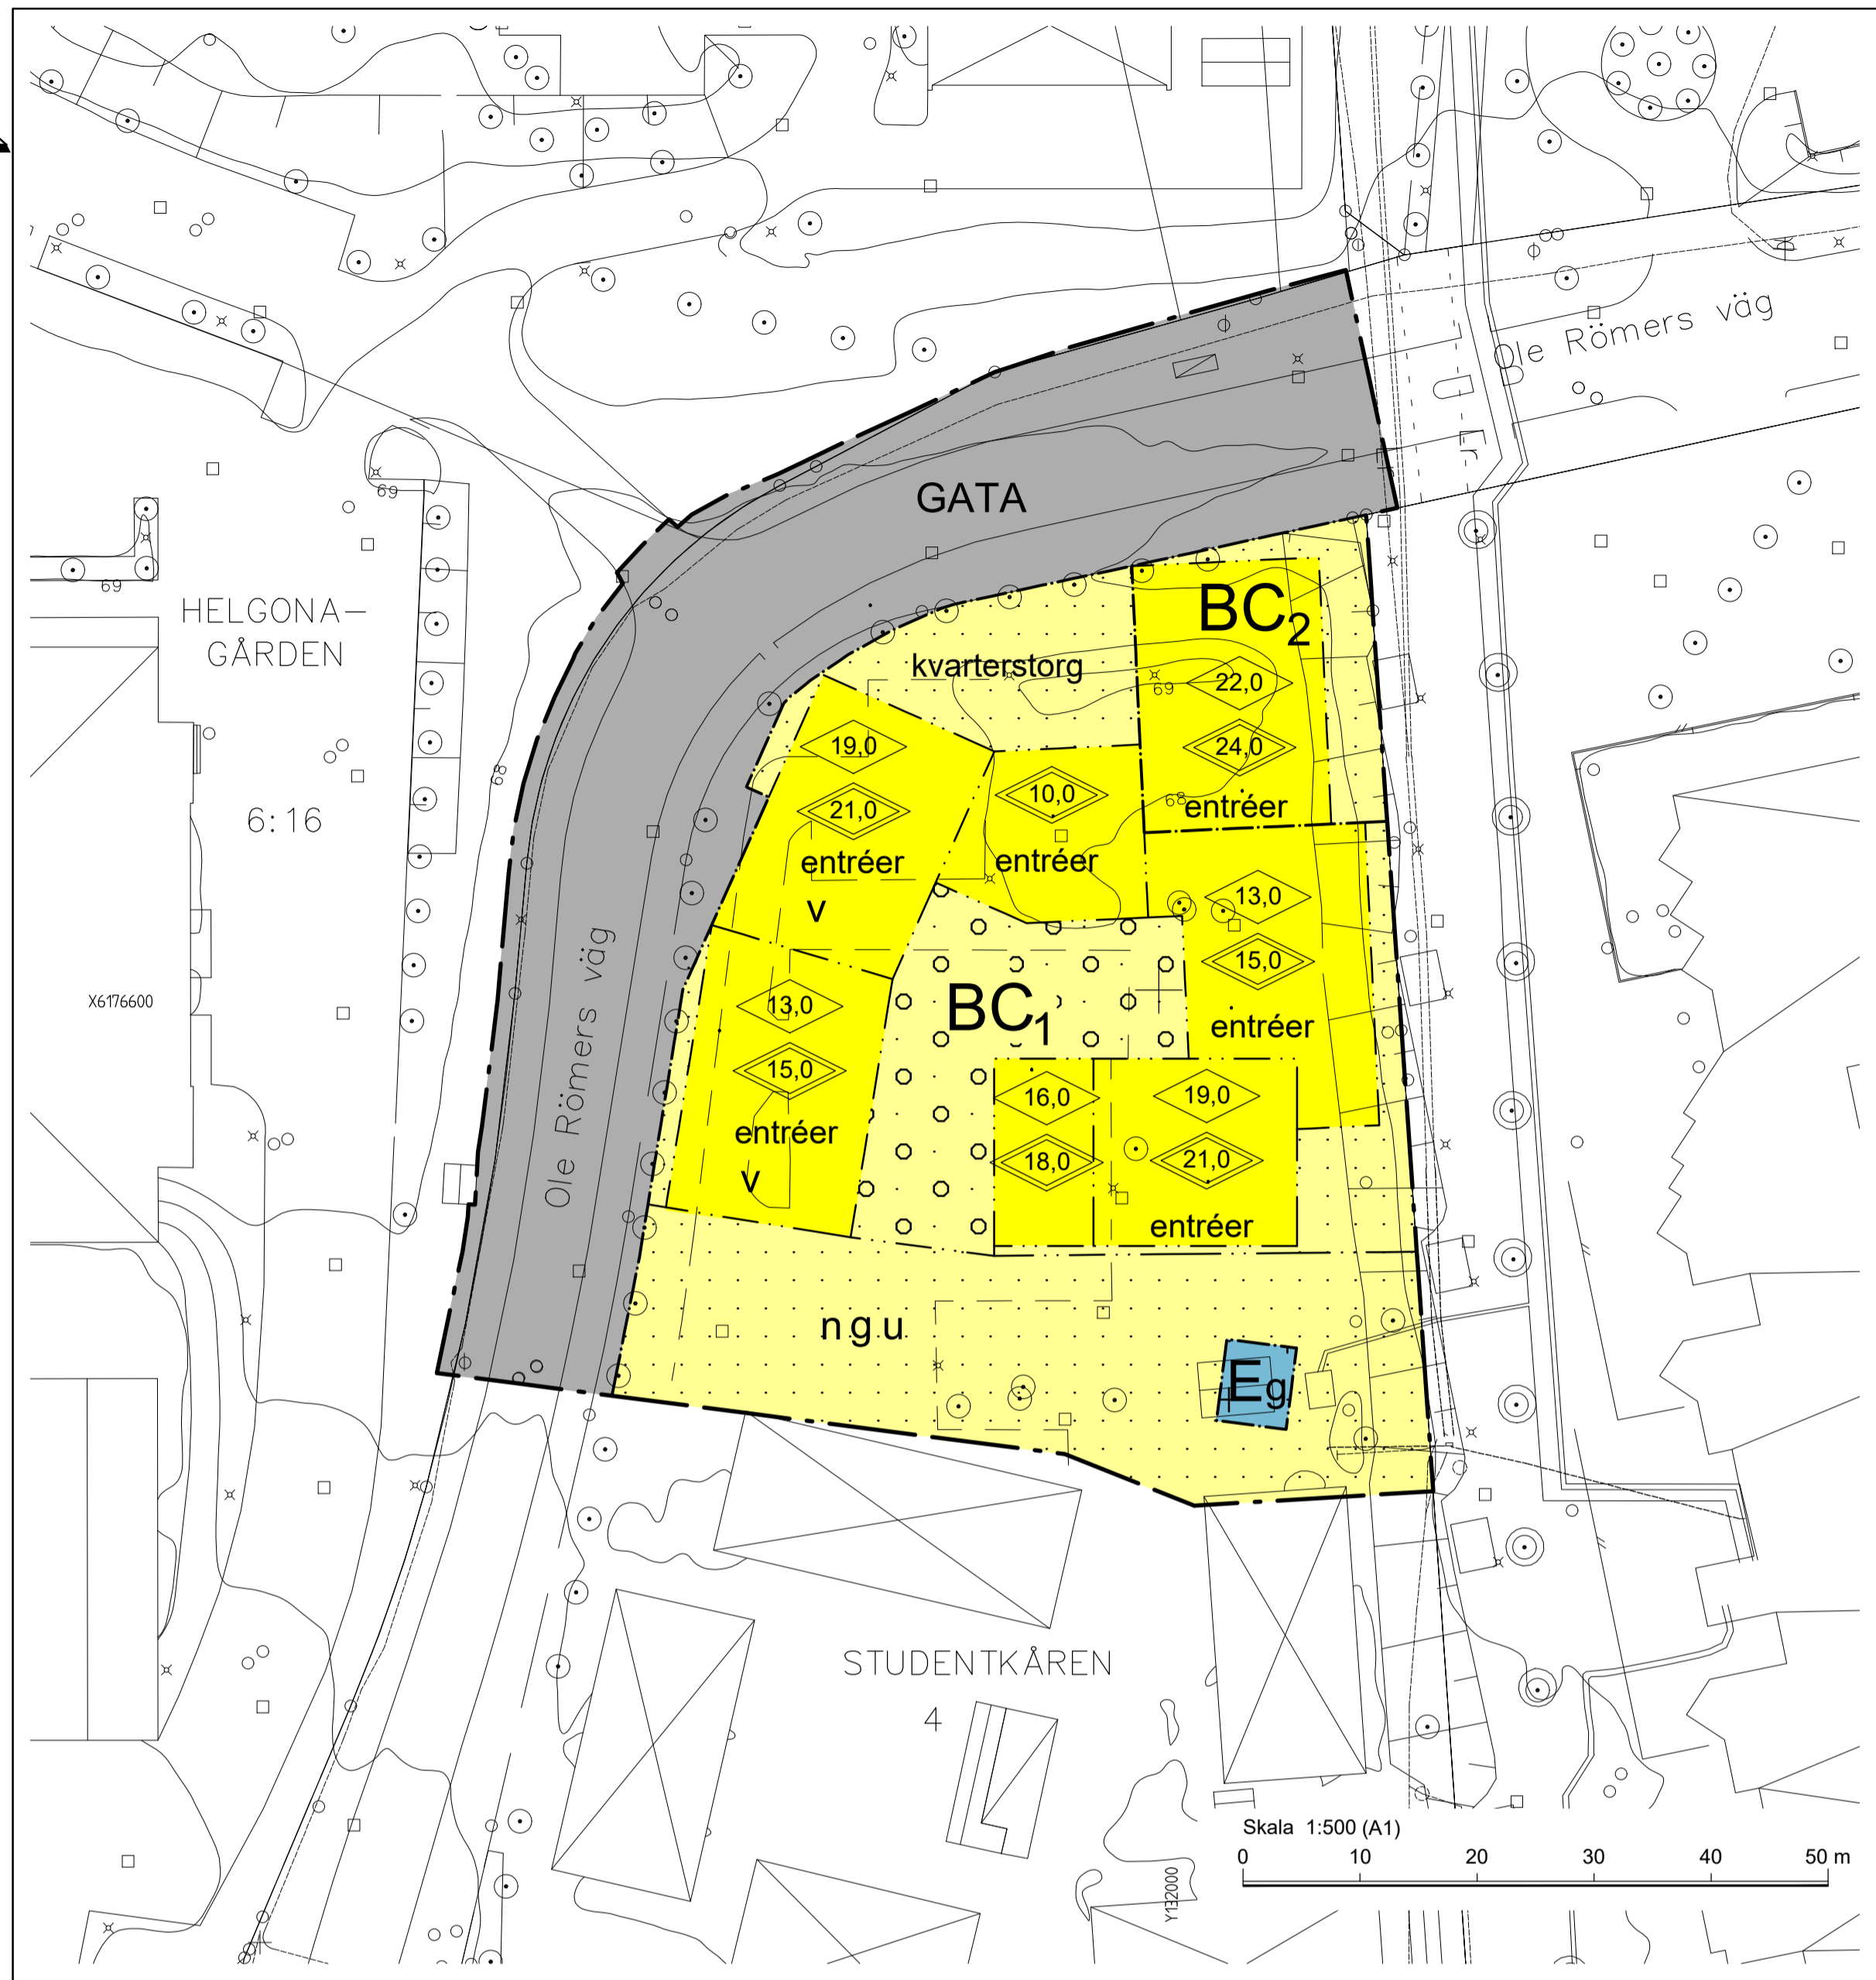 Ole Römers väg
GATA
69
69
HELGONA–
GÅRDEN
BC2
kvarterstorg
22,0
69
19,0
24,0
68
10,0
68
entréer
21,0
6:16
entréer
entréer
13,0
v
15,0
Ole Römers väg
X6176600
13,0
BC1
entréer
15,0
16,0
19,0
entréer
18,0
21,0
v
entréer
ngu
Eg
STUDENTKÅREN
4
Skala 1:500 (A1)
0 10 20 30 40 50 m
Y132000